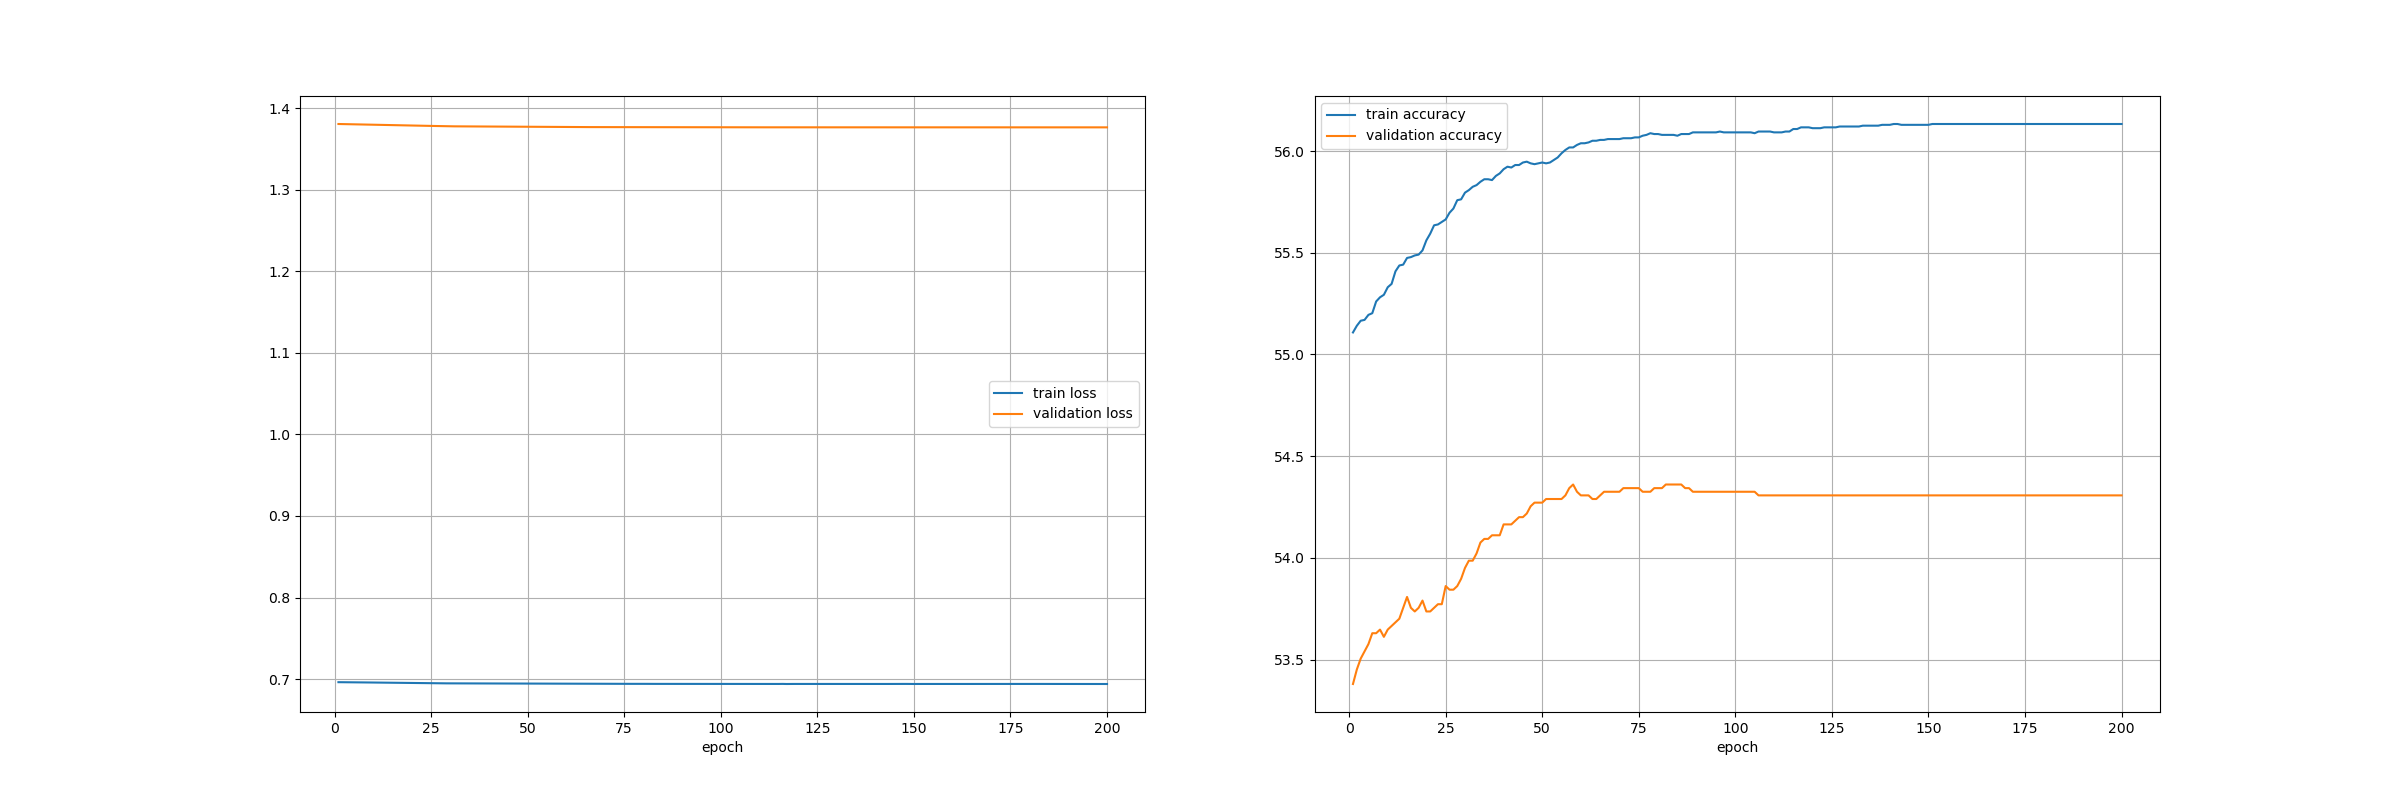 1.4
1.3
1.2
1.1
1.0
0.9
0.8
0.7
train loss
validation loss
0 25 50 75 100 125 150 175 200
epoch
train accuracy
validation accuracy
56.0
55.5
55.0
54.5
54.0
53.5
0 25 50 75 100 125 150 175 200
epoch